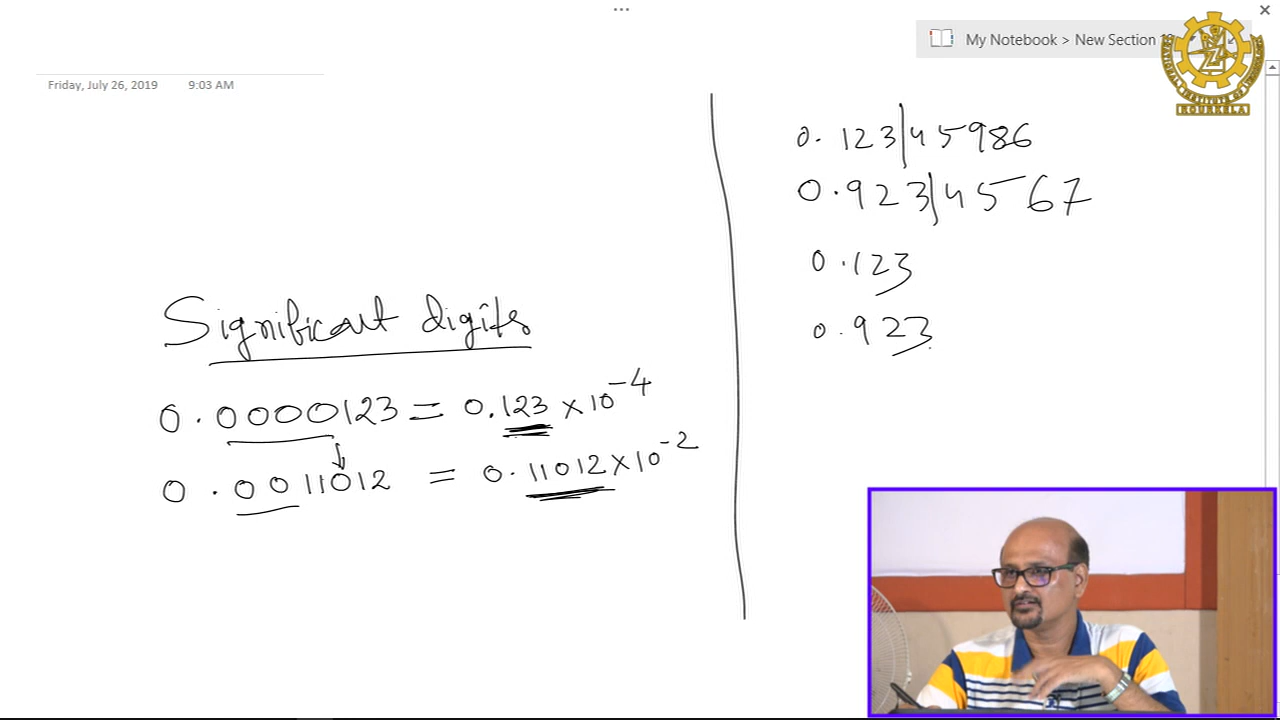 My Notebook > New Section
Friday, July 26, 2019 9:03 AM
Significant digits
0.0000123 = 0.123 × 10⁻⁴
0.0011012 = 0.11012 × 10⁻²
0.123|45986
0.923|4567
0.123
0.923
ROURKELA